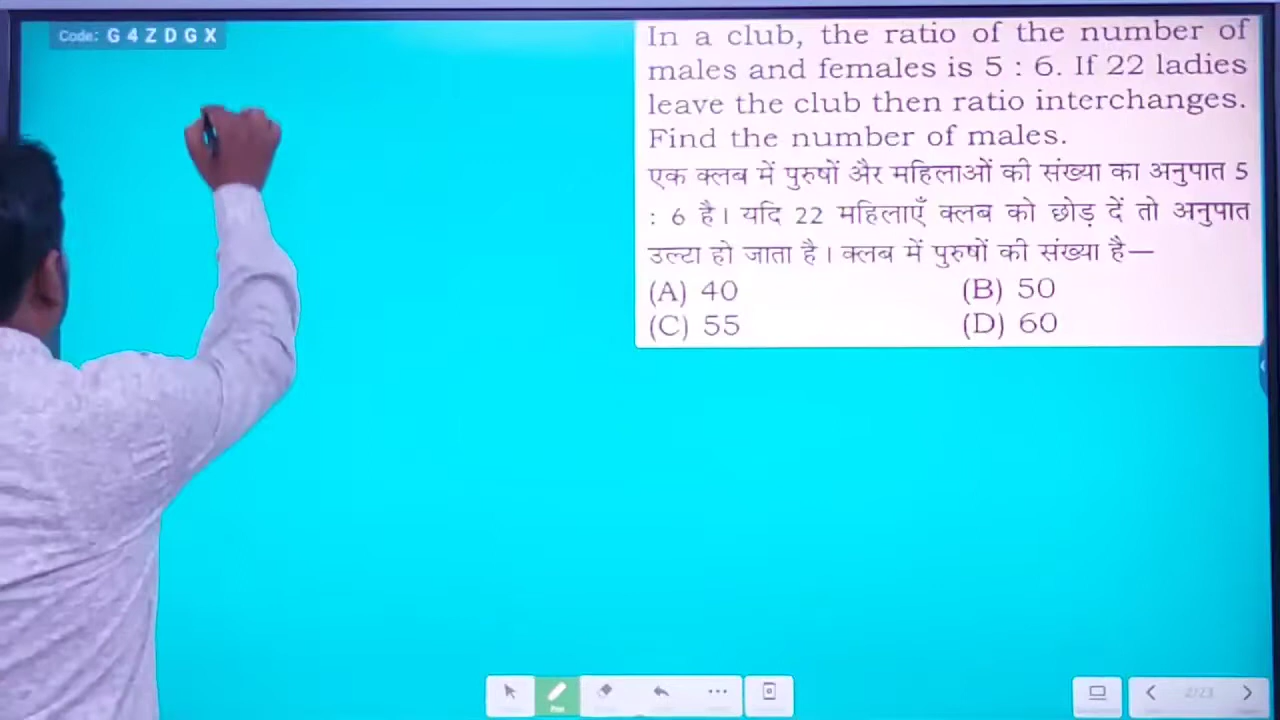 Code: G 4 Z D G X
In a club, the ratio of the number of
males and females is 5 : 6. If 22 ladies
leave the club then ratio interchanges.
Find the number of males.
एक क्लब में पुरुषों और महिलाओं की संख्या का अनुपात 5
: 6 है। यदि 22 महिलाएँ क्लब को छोड़ दें तो अनुपात
उल्टा हो जाता है। क्लब में पुरुषों की संख्या है—
(A) 40 (B) 50
(C) 55 (D) 60
2/23